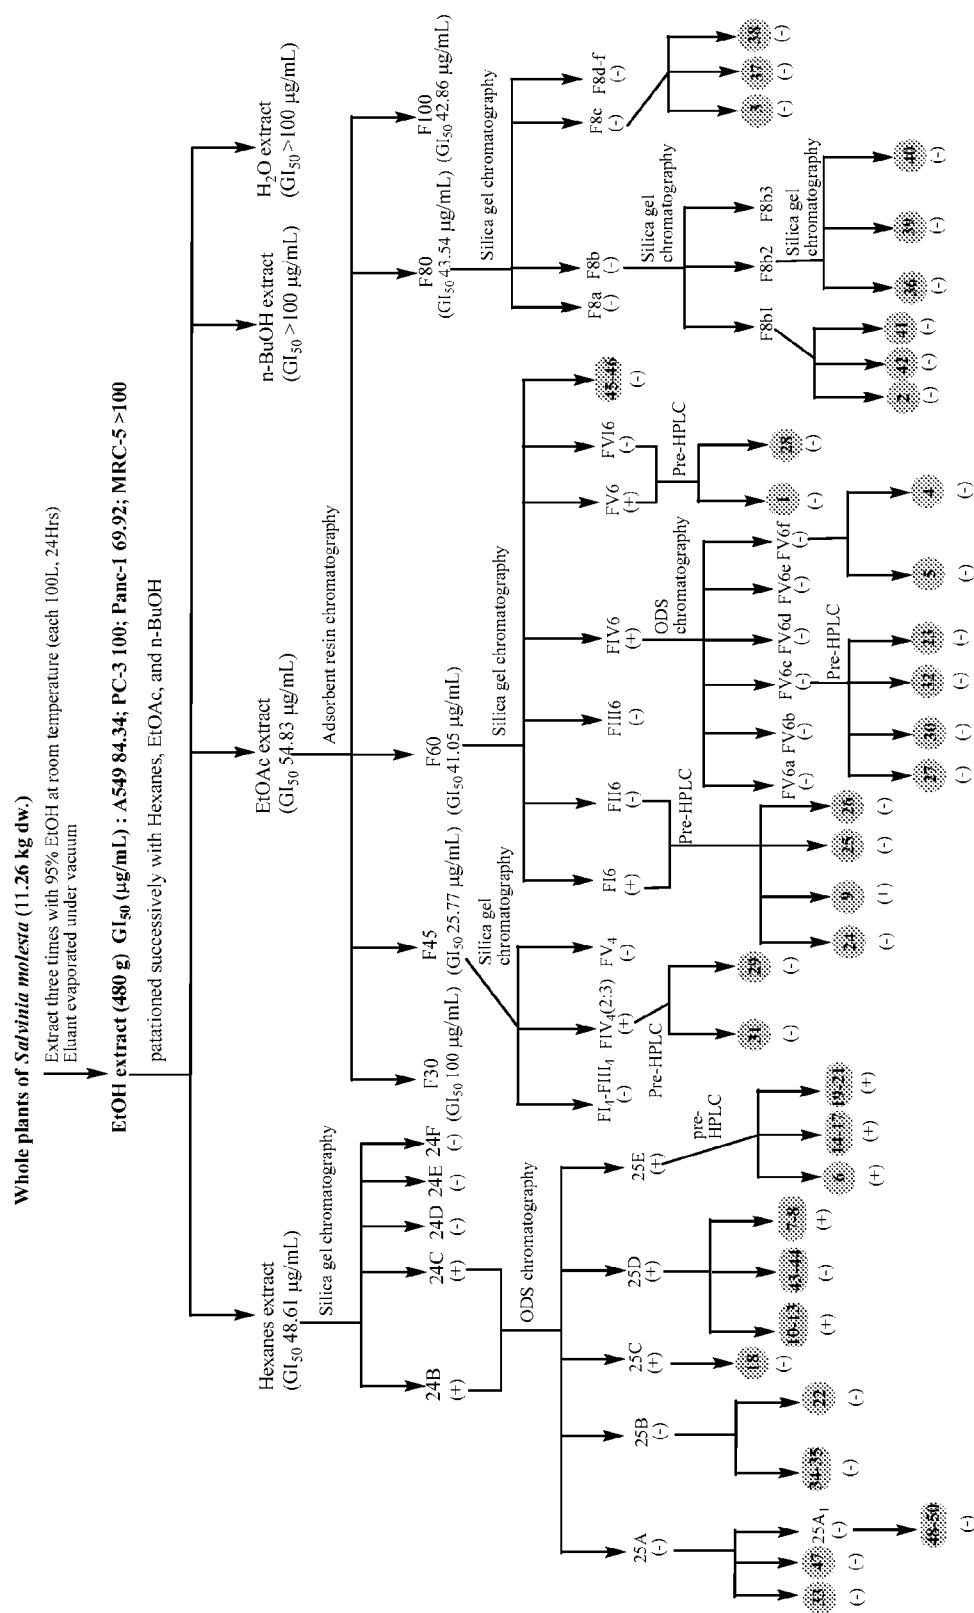 Whole plants of Salvinia molesta (11.26 kg dw.)
Extract three times with 95% EtOH at room temperature (each 100L, 24Hrs)
Eluant evaporated under vacuum
EtOH extract (480 g) GI50 (μg/mL) : A549 84.34; PC-3 100; Panc-1 69.92; MRC-5 >100
patationed successively with Hexanes, EtOAc, and n-BuOH
Hexanes extract
(GI50 48.61 μg/mL)
EtOAc extract
(GI50 54.83 μg/mL)
n-BuOH extract
(GI50 > 100 μg/mL)
H2O extract
(GI50 >100 μg/mL)
Silica gel chromatography
Adsorbent resin chromatography
24B
(+)
24C
(+)
24D
(-)
24E
(-)
24F
(-)
F30
(GI50 100 μg/mL)
F45
(GI50 25.77 μg/mL)
F60
(GI50 41.05 μg/mL)
F80
(GI50 43.54 μg/mL)
F100
(GI50 42.86 μg/mL)
ODS chromatography
Silica gel
chromatography
Silica gel chromatography
Silica gel chromatography
25A
(-)
25B
(-)
25C
(+)
25D
(+)
25E
(+)
FI4-FIII4
(-)
FIV4(2:3)
(+)
FV4
(-)
FI6
(+)
FII6
(-)
FIII6
(-)
FIV6
(+)
FV6
(+)
FVI6
(-)
45-46
(-)
F8a
(-)
F8b
(-)
F8c
(-)
F8d-f
(-)
pre-
HPLC
Pre-HPLC
Pre-HPLC
ODS
chromatography
Pre-HPLC
Silica gel
chromatography
33
(-)
47
(-)
25A1
(-)
34-35
(-)
22
(-)
18
(-)
10-13
(+)
43-44
(-)
7-8
(+)
6
(+)
14-17
(+)
19-21
(+)
31
(-)
29
(-)
24
(-)
9
(+)
25
(-)
26
(-)
FV6a
(-)
FV6b
(-)
FV6c
(-)
FV6d
(-)
FV6e
(-)
FV6f
(-)
1
(-)
28
(-)
F8b1
F8b2
F8b3
3
(-)
37
(-)
38
(-)
Pre-HPLC
Silica gel
chromatography
48-50
(-)
27
(-)
30
(-)
32
(-)
23
(-)
5
(-)
4
(-)
2
(-)
42
(-)
41
(-)
36
(-)
39
(-)
40
(-)